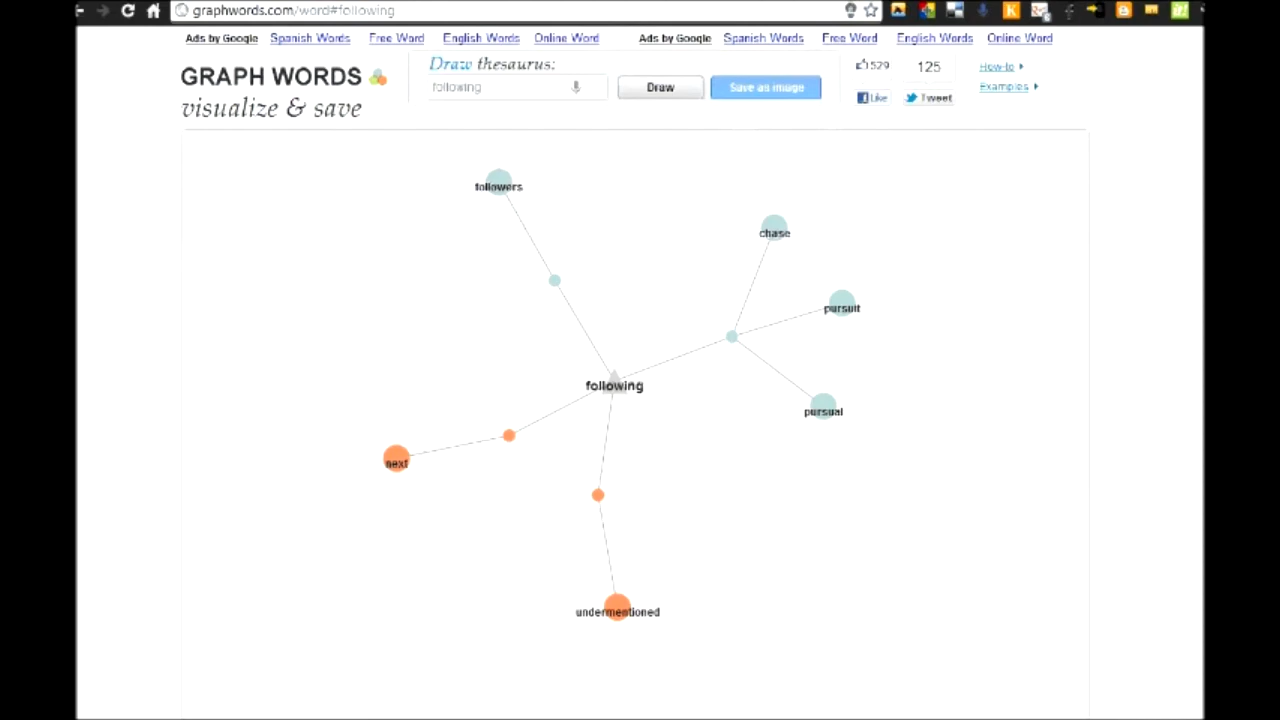 graphwords.com/word#following
Ads by Google Spanish Words Free Word English Words Online Word Ads by Google Spanish Words Free Word English Words Online Word
GRAPH WORDS
visualize & save
Draw thesaurus:
following Draw Save as image
529 125
Like Tweet
How-to
Examples
followers
chase
pursuit
following
pursual
next
undermentioned